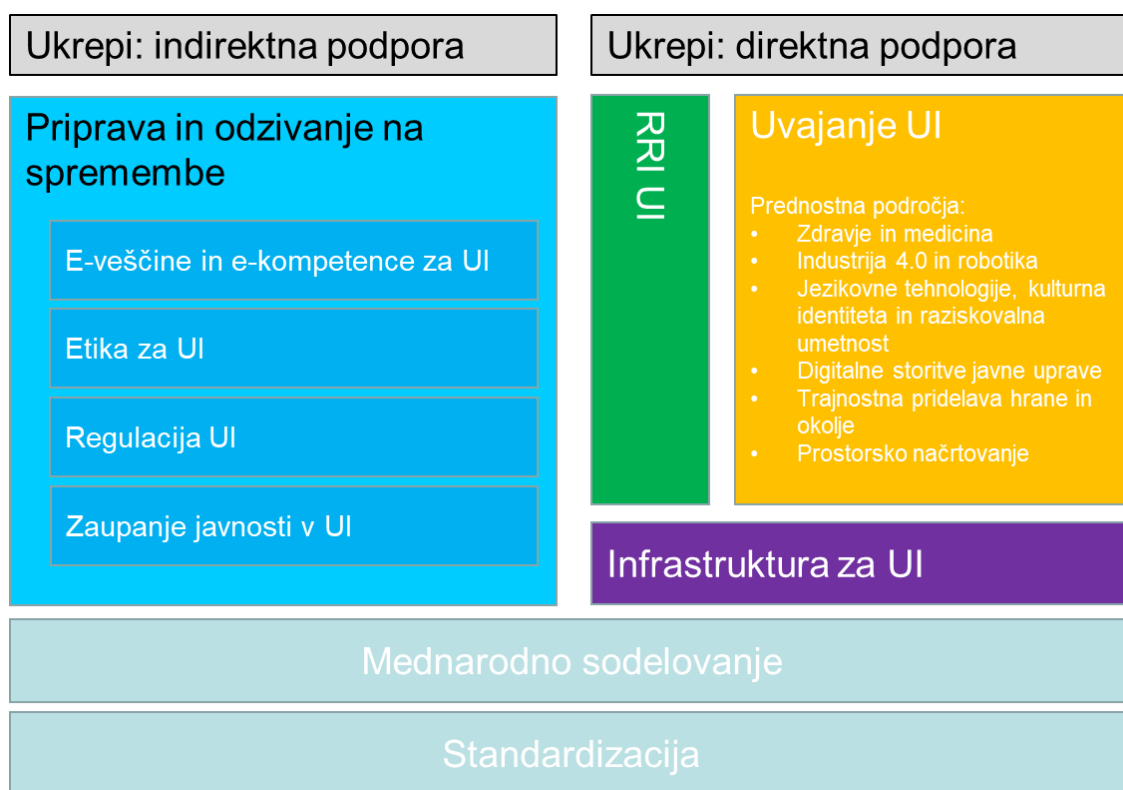 Ukrepi: indirektna podpora
Priprava in odzivanje na
spremembe
E-veščine in e-kompetence za UI
Etika za UI
Regulacija UI
Zaupanje javnosti v UI
Ukrepi: direktna podpora
RRI UI
Uvajanje UI
Prednostna področja:
• Zdravje in medicina
• Industrija 4.0 in robotika
• Jezikovne tehnologije, kulturna
identiteta in raziskovalna
umetnost
• Digitalne storitve javne uprave
• Trajnostna pridelava hrane in
okolje
• Prostorsko načrtovanje
Infrastruktura za UI
Mednarodno sodelovanje
Standardizacija